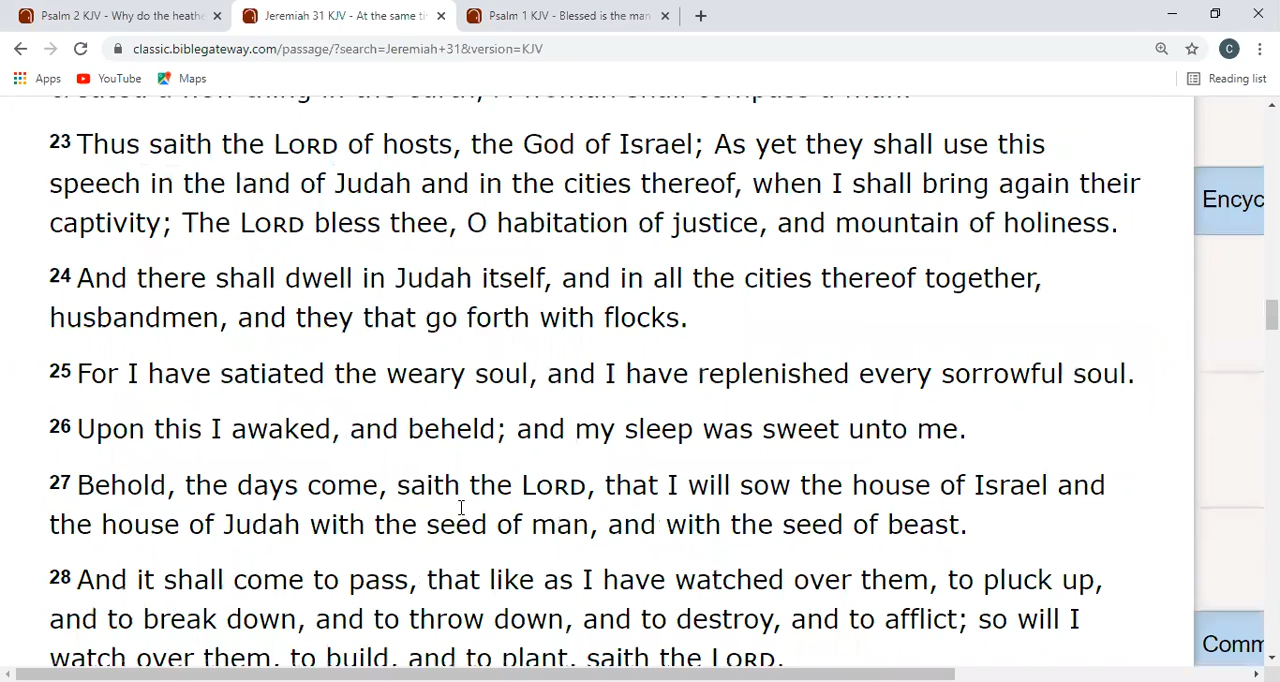 Psalm 2 KJV - Why do the heathe
Jeremiah 31 KJV - At the same ti
Psalm 1 KJV - Blessed is the man
classic.biblegateway.com/passage/?search=Jeremiah+31&version=KJV
C
Apps YouTube Maps Reading list
23 Thus saith the LORD of hosts, the God of Israel; As yet they shall use this
speech in the land of Judah and in the cities thereof, when I shall bring again their
captivity; The LORD bless thee, O habitation of justice, and mountain of holiness.
Encyc
24 And there shall dwell in Judah itself, and in all the cities thereof together,
husbandmen, and they that go forth with flocks.
25 For I have satiated the weary soul, and I have replenished every sorrowful soul.
26 Upon this I awaked, and beheld; and my sleep was sweet unto me.
27 Behold, the days come, saith the LORD, that I will sow the house of Israel and
the house of Judah with the seed of man, and with the seed of beast.
28 And it shall come to pass, that like as I have watched over them, to pluck up,
and to break down, and to throw down, and to destroy, and to afflict; so will I
watch over them, to build, and to plant, saith the LORD.
Comm